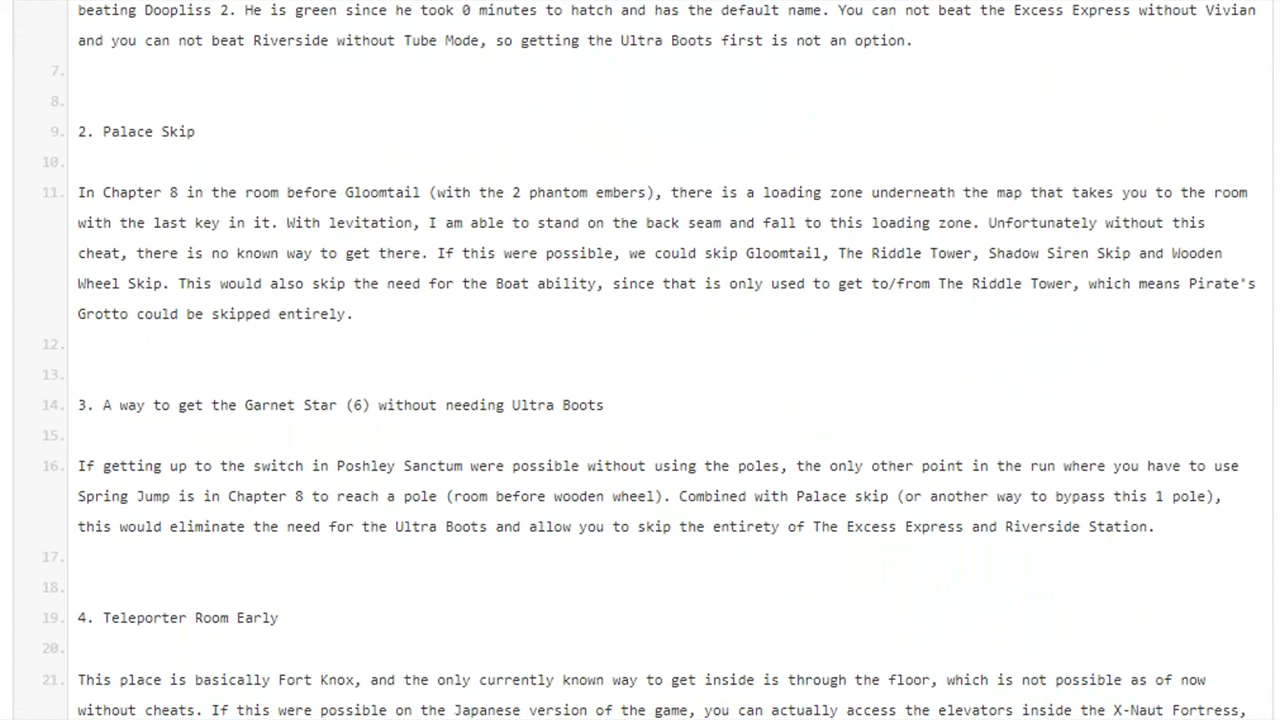 beating Doopliss 2. He is green since he took 0 minutes to hatch and has the default name. You can not beat the Excess Express without Vivian
and you can not beat Riverside without Tube Mode, so getting the Ultra Boots first is not an option.
7.
8.
9. 2. Palace Skip
10.
11. In Chapter 8 in the room before Gloomtail (with the 2 phantom embers), there is a loading zone underneath the map that takes you to the room
with the last key in it. With levitation, I am able to stand on the back seam and fall to this loading zone. Unfortunately without this
cheat, there is no known way to get there. If this were possible, we could skip Gloomtail, The Riddle Tower, Shadow Siren Skip and Wooden
Wheel Skip. This would also skip the need for the Boat ability, since that is only used to get to/from The Riddle Tower, which means Pirate's
Grotto could be skipped entirely.
12.
13.
14. 3. A way to get the Garnet Star (6) without needing Ultra Boots
15.
16. If getting up to the switch in Poshley Sanctum were possible without using the poles, the only other point in the run where you have to use
Spring Jump is in Chapter 8 to reach a pole (room before wooden wheel). Combined with Palace skip (or another way to bypass this 1 pole),
this would eliminate the need for the Ultra Boots and allow you to skip the entirety of The Excess Express and Riverside Station.
17.
18.
19. 4. Teleporter Room Early
20.
21. This place is basically Fort Knox, and the only currently known way to get inside is through the floor, which is not possible as of now
without cheats. If this were possible on the Japanese version of the game, you can actually access the elevators inside the X-Naut Fortress,